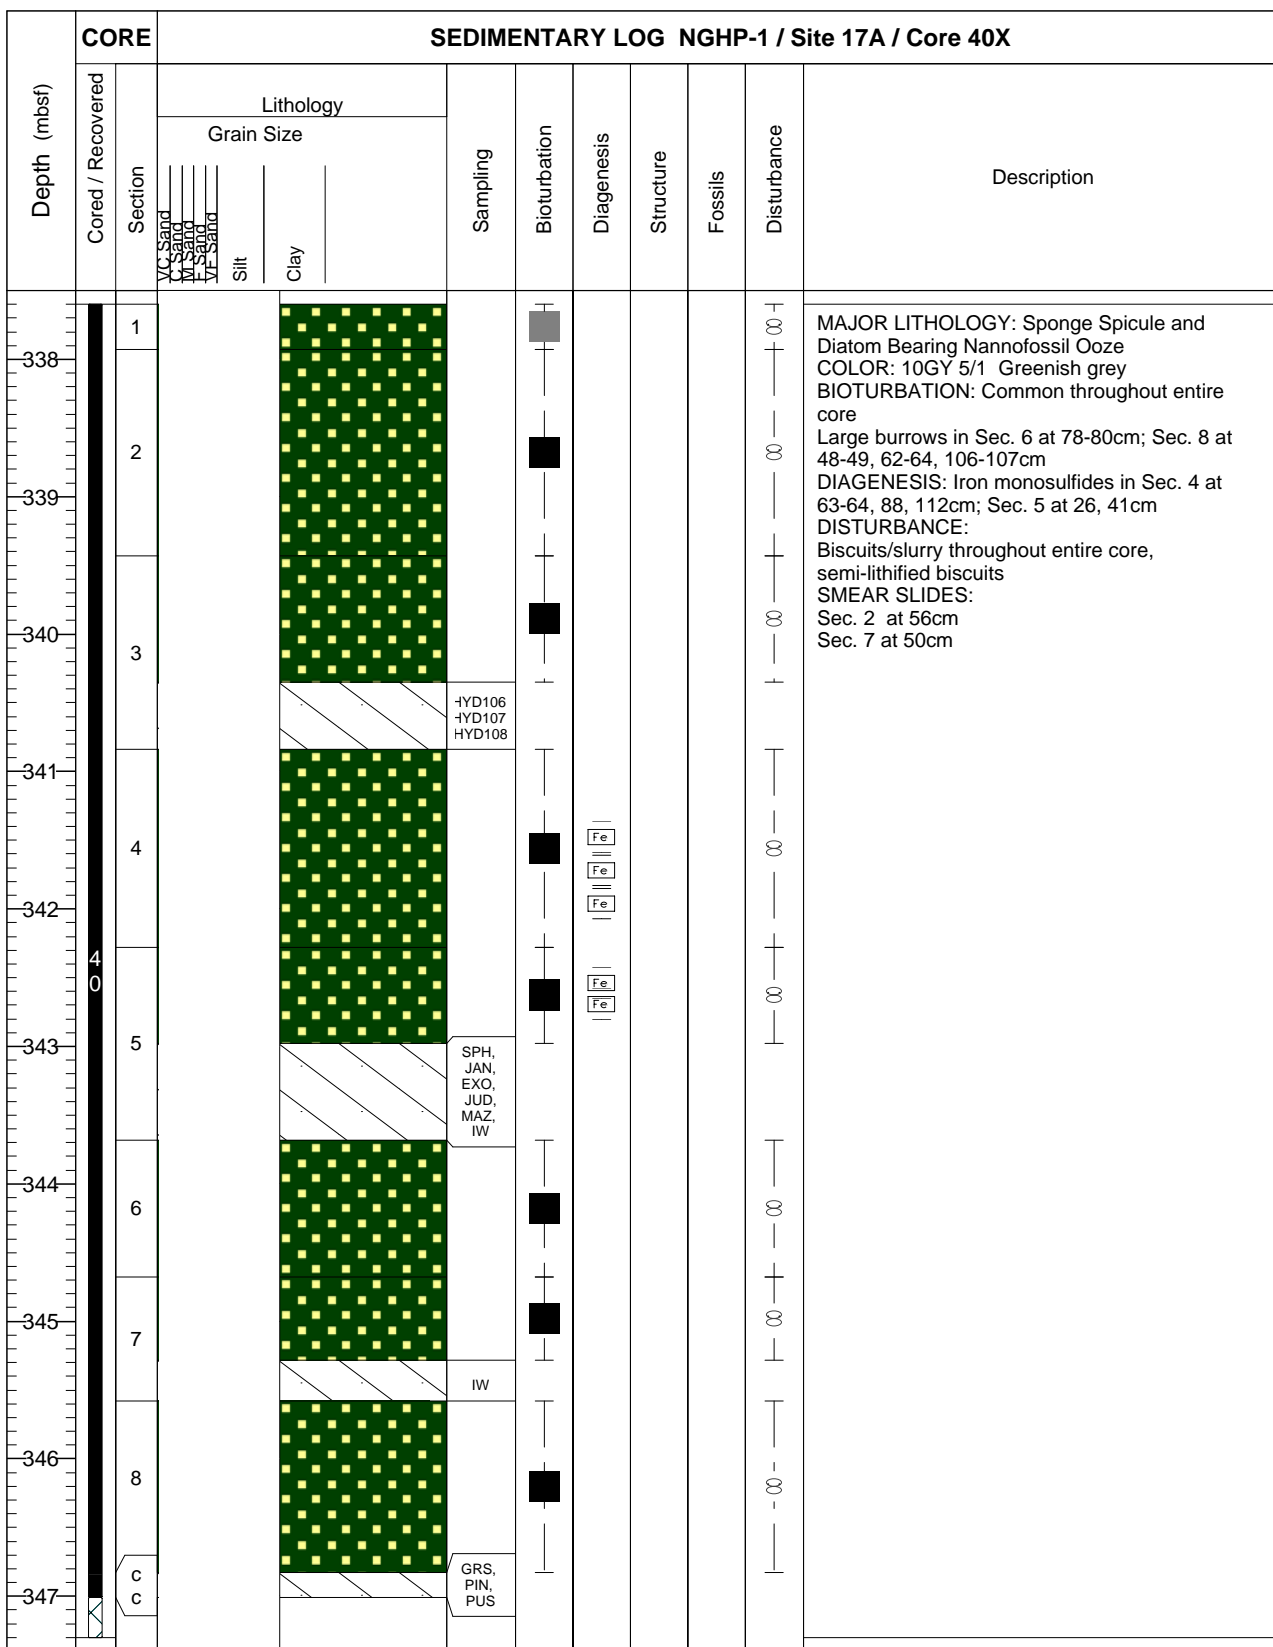 CORE
SEDIMENTARY LOG NGHP-1 / Site 17A / Core 40X
Depth (mbsf)
Cored / Recovered
Section
Lithology
Grain Size
VC Sand
C Sand
M Sand
F Sand
VF Sand
Silt
Clay
Sampling
Bioturbation
Diagenesis
Structure
Fossils
Disturbance
Description
1
MAJOR LITHOLOGY: Sponge Spicule and
Diatom Bearing Nannofossil Ooze
COLOR: 10GY 5/1 Greenish grey
BIOTURBATION: Common throughout entire
core
Large burrows in Sec. 6 at 78-80cm; Sec. 8 at
48-49, 62-64, 106-107cm
DIAGENESIS: Iron monosulfides in Sec. 4 at
63-64, 88, 112cm; Sec. 5 at 26, 41cm
DISTURBANCE:
Biscuits/slurry throughout entire core,
semi-lithified biscuits
SMEAR SLIDES:
Sec. 2 at 56cm
Sec. 7 at 50cm
338
2
339
340
3
HYD106
HYD107
HYD108
341
4
Fe
Fe
Fe
342
4
0
Fe
Fe
343
5
SPH,
JAN,
EXO,
JUD,
MAZ,
IW
344
6
345
7
IW
346
8
c
c
GRS,
PIN,
PUS
347